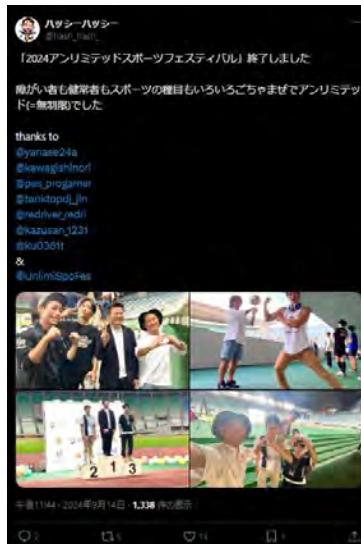 ハッシーハッシー
@hash_hash_
「2024アンリミテッドスポーツフェスティバル」終了しました
障がい者も健常者もスポーツの種目もいろいろごちゃまぜでアンリミテッ
ド(=無制限)でした
thanks to
@yanase24a
@kawagishinori
@pes_progamer
@tanktopdj_jin
@redriver_redri
@kazusan_1231
@ku0361t
&
@UnlimiSpoFes
2 1 3
午後11:44 · 2024年9月14日 · 1,338 件の表示